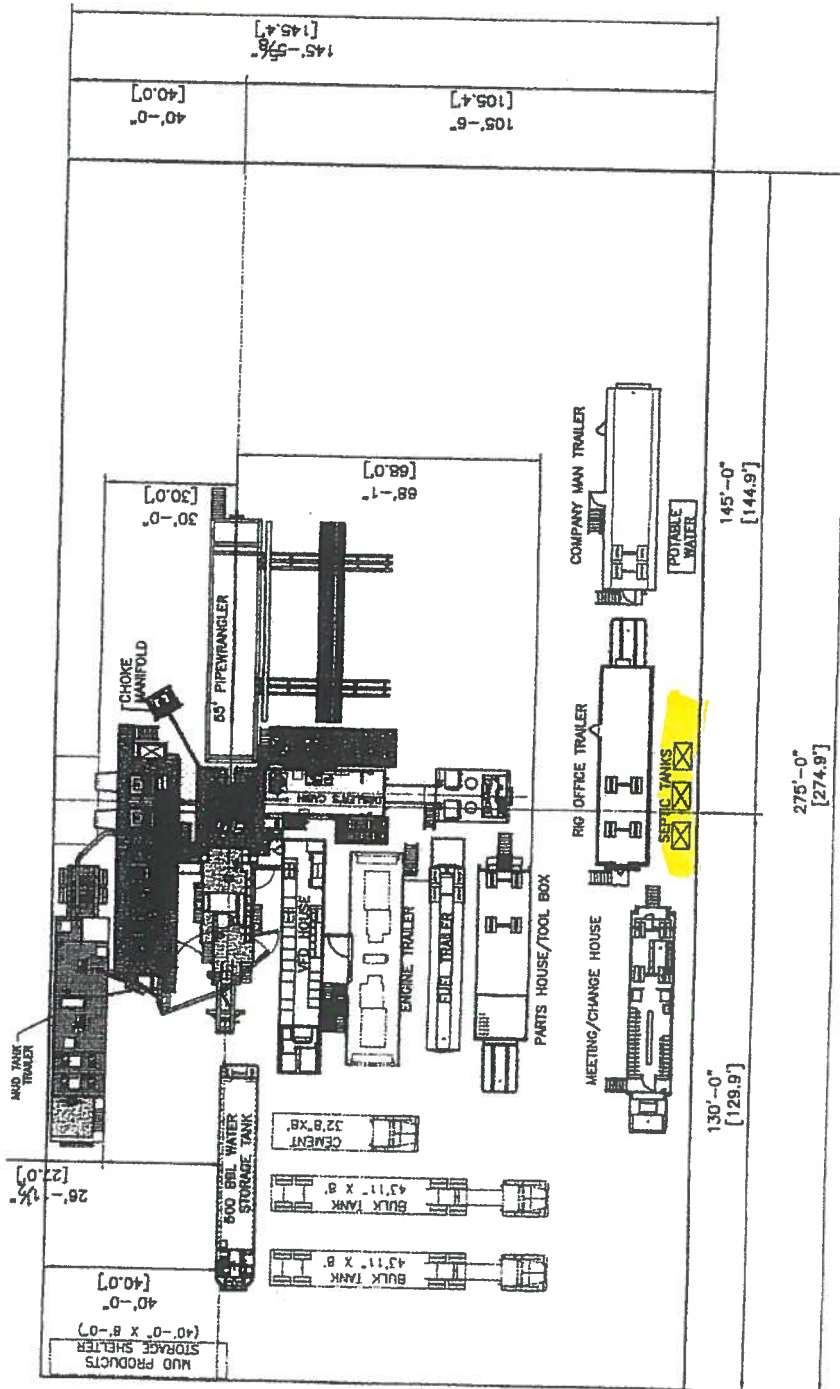 145'-5⅝"
[145.4']
40'-0"
[40.0']
105'-6"
[105.4']
30'-0"
[30.0']
68'-1"
[68.0']
CHOKE
MANIFOLD
55' PIPEWRANGLER
COMPANY MAN TRAILER
POTABLE
WATER
145'-0"
[144.9']
RIG OFFICE TRAILER
SEPTIC TANKS
275'-0"
[274.9']
VFD HOUSE
ENGINE TRAILER
FUEL TRAILER
PARTS HOUSE/TOOL BOX
MEETING/CHANGE HOUSE
130'-0"
[129.9']
MUD TANK
TRAILER
[27.0']
500 BBL WATER
STORAGE TANK
CEMENT
32'8"X8'
BULK TANK
43'11" X 8'
BULK TANK
43'11" X 8'
40'-0"
[40.0']
MUD PRODUCTS
STORAGE SHELTER
(40'-0" X 8'-0")